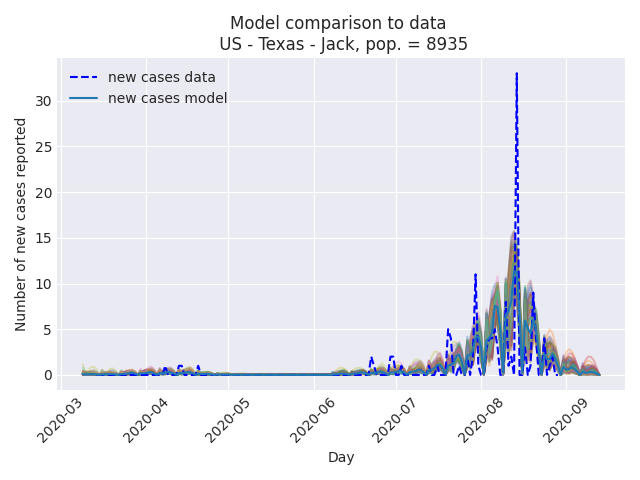 Model comparison to data
US - Texas - Jack, pop. = 8935
new cases data
new cases model
Number of new cases reported
30
25
20
15
10
5
0
2020-03
2020-04
2020-05
2020-06
2020-07
2020-08
2020-09
Day